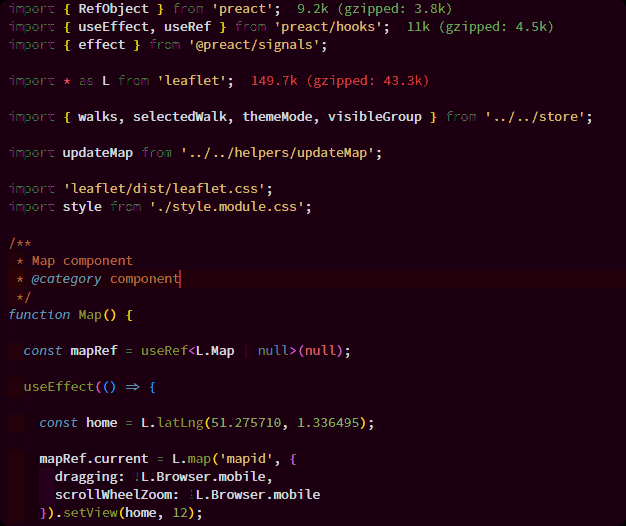 import { RefObject } from 'preact';  9.2k (gzipped: 3.8k)
import { useEffect, useRef } from 'preact/hooks';  11k (gzipped: 4.5k)
import { effect } from '@preact/signals';
import * as L from 'leaflet';  149.7k (gzipped: 43.3k)
import { walks, selectedWalk, themeMode, visibleGroup } from '../../store';
import updateMap from '../../helpers/updateMap';
import 'leaflet/dist/leaflet.css';
import style from './style.module.css';
/**
 * Map component
 * @category component
 */
function Map() {
  const mapRef = useRef<L.Map | null>(null);
  useEffect(() => {
    const home = L.latLng(51.275710, 1.336495);
    mapRef.current = L.map('mapid', {
      dragging: !L.Browser.mobile,
      scrollWheelZoom: !L.Browser.mobile
    }).setView(home, 12);